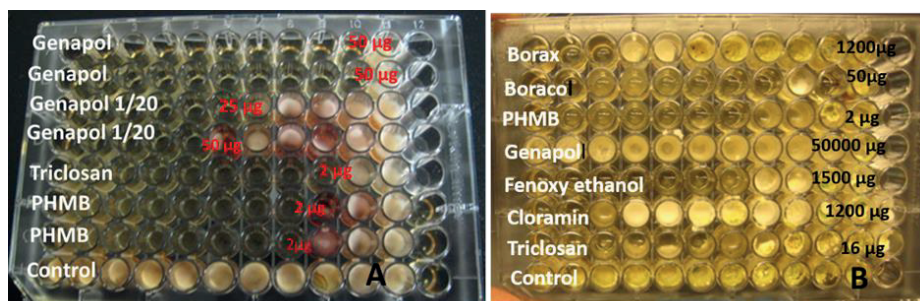 Genapol 50 µg
Genapol 50 µg
Genapol 1/20 25 µg
Genapol 1/20 50 µg
Triclosan 2 µg
PHMB 2 µg
PHMB 2µg
Control A
Borax 1200µg
Boracol 50µg
PHMB 2 µg
Genapol 50000 µg
Fenoxy ethanol 1500 µg
Cloramin 1200 µg
Triclosan 16 µg
Control B